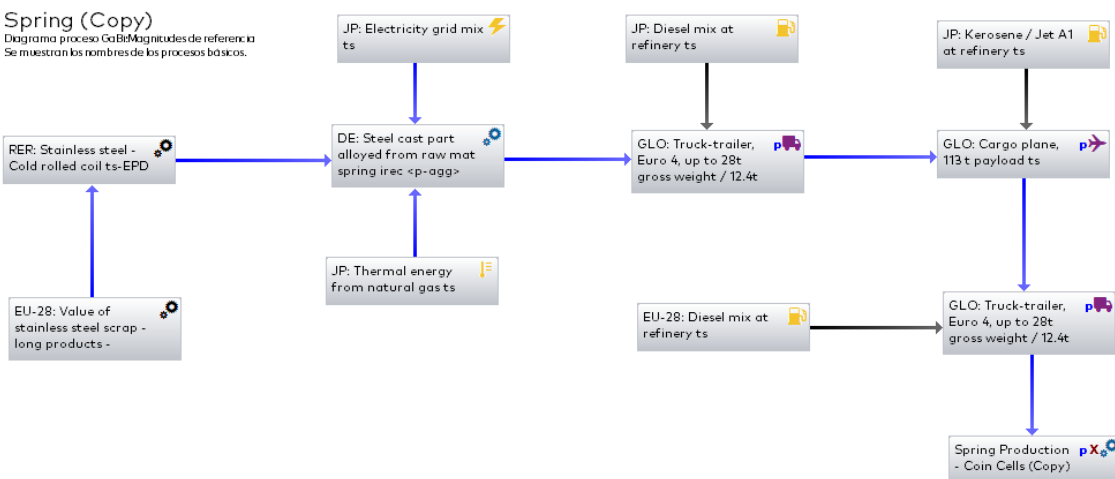 Spring (Copy)
Diagrama proceso GaBi:Magnitudes de referencia
Se muestran los nombres de los procesos básicos.
JP: Electricity grid mix
ts
JP: Diesel mix at
refinery ts
JP: Kerosene / Jet A1
at refinery ts
RER: Stainless steel -
Cold rolled coil ts-EPD
DE: Steel cast part
alloyed from raw mat
spring irec <p-agg>
GLO: Truck-trailer,
Euro 4, up to 28t
gross weight / 12.4t
p
GLO: Cargo plane,
113 t payload ts
p
JP: Thermal energy
from natural gas ts
EU-28: Value of
stainless steel scrap -
long products -
EU-28: Diesel mix at
refinery ts
GLO: Truck-trailer,
Euro 4, up to 28t
gross weight / 12.4t
p
Spring Production
- Coin Cells (Copy)
p X